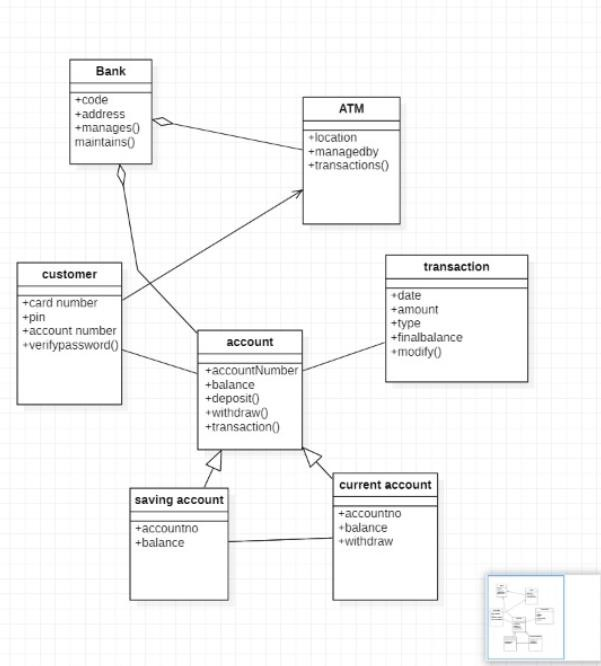 Bank
+code
+address
+manages()
maintains()
ATM
+location
+managedby
+transactions()
customer
+card number
+pin
+account number
+verifypassword()
transaction
+date
+amount
+type
+finalbalance
+modify()
account
+accountNumber
+balance
+deposit()
+withdraw()
+transaction()
saving account
+accountno
+balance
current account
+accountno
+balance
+withdraw